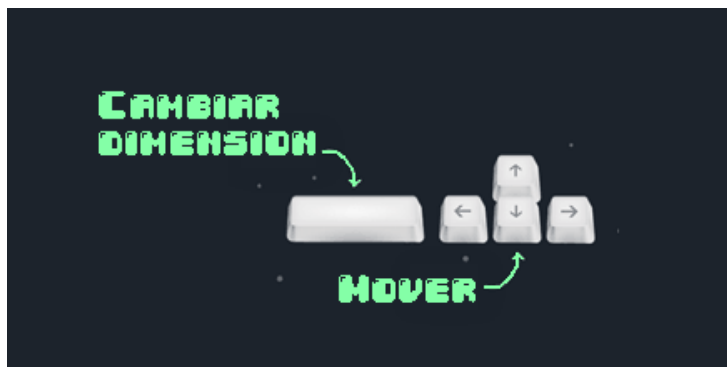 CAMBIAR
DIMENSION
↑
← ↓ →
MOVER